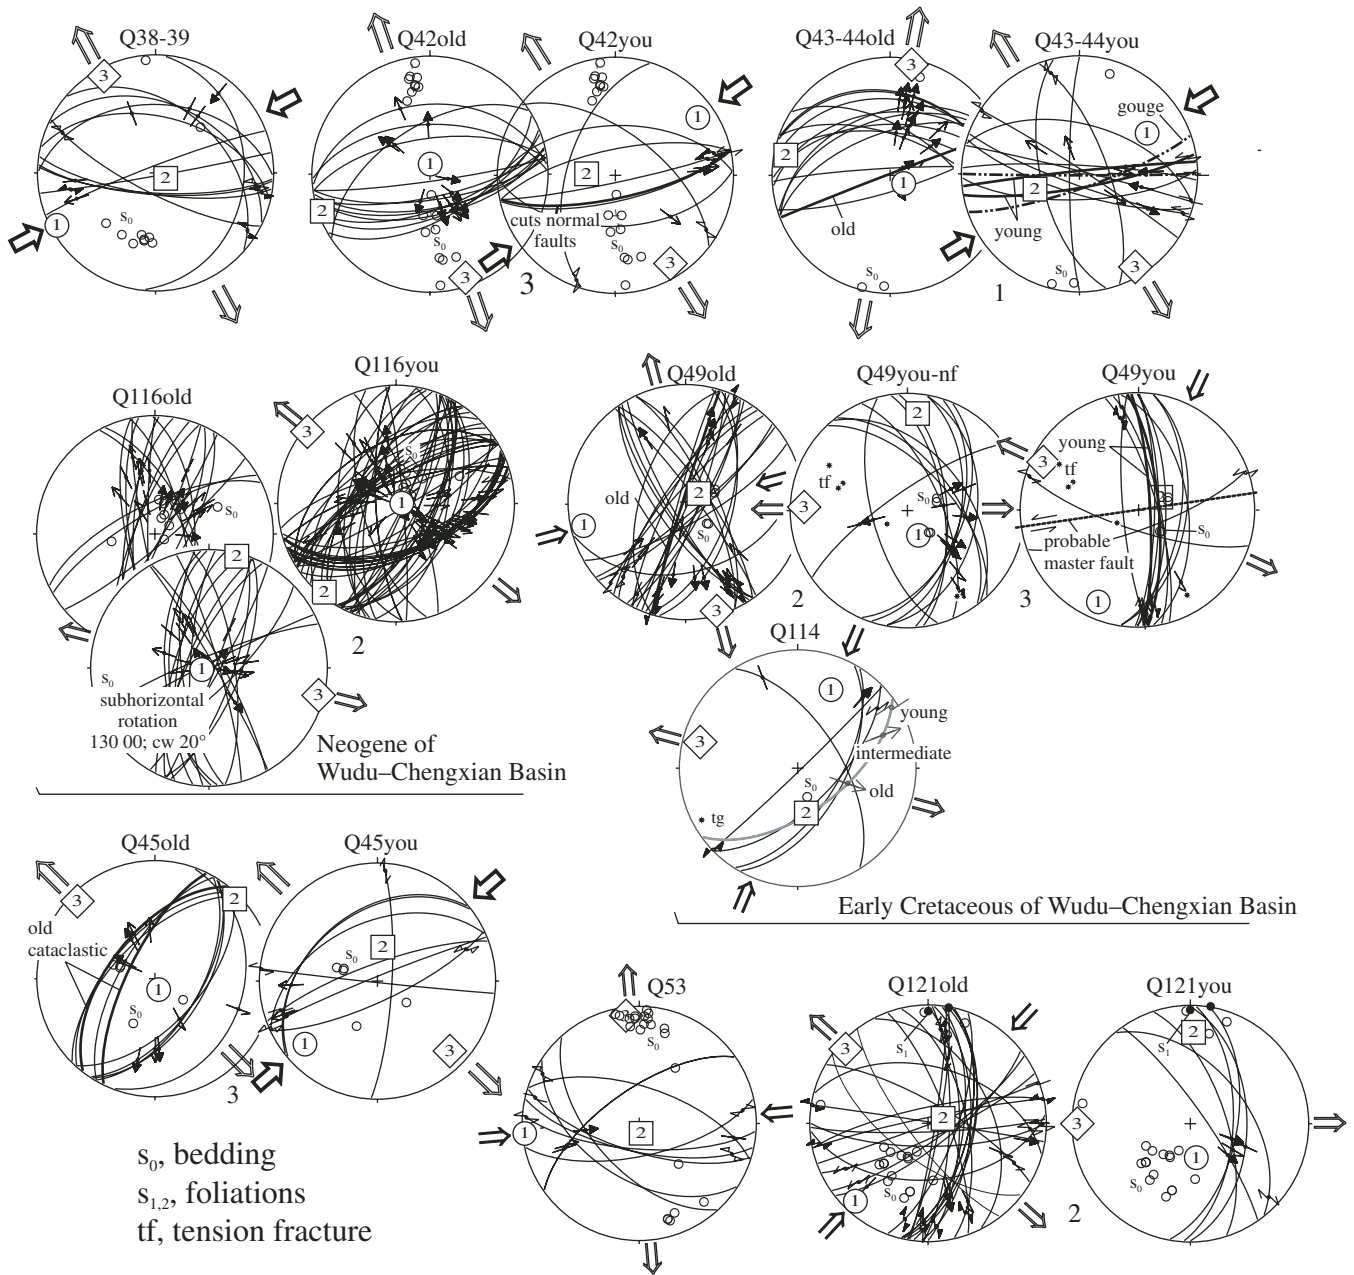 Q38-39
Q42old
Q42you
Q43-44old
Q43-44you
3
1
2
s₀
1
2
3
s₀
1
2
3
cuts normal
faults
s₀
3
3
2
1
old
s₀
gouge
1
2
3
young
s₀
1
Q116old
Q116you
Q49old
Q49you-nf
Q49you
s₀
3
s₀
1
2
2
2
1
3
s₀
subhorizontal
rotation
130 00; cw 20°
Neogene of
Wudu–Chengxian Basin
old
2
1
s₀
3
2
2
tf
3
s₀
1
3
young
3
tf
2
s₀
probable
master fault
1
Q114
1
3
young
intermediate
s₀
old
2
tg
Early Cretaceous of Wudu–Chengxian Basin
Q45old
Q45you
3
2
old
cataclastic
1
s₀
3
s₀
2
1
3
Q53
s₀
1
2
Q121old
Q121you
3
s₁
2
s₀
1
2
s₁
2
3
1
s₀
s₀, bedding
s₁,₂, foliations
tf, tension fracture